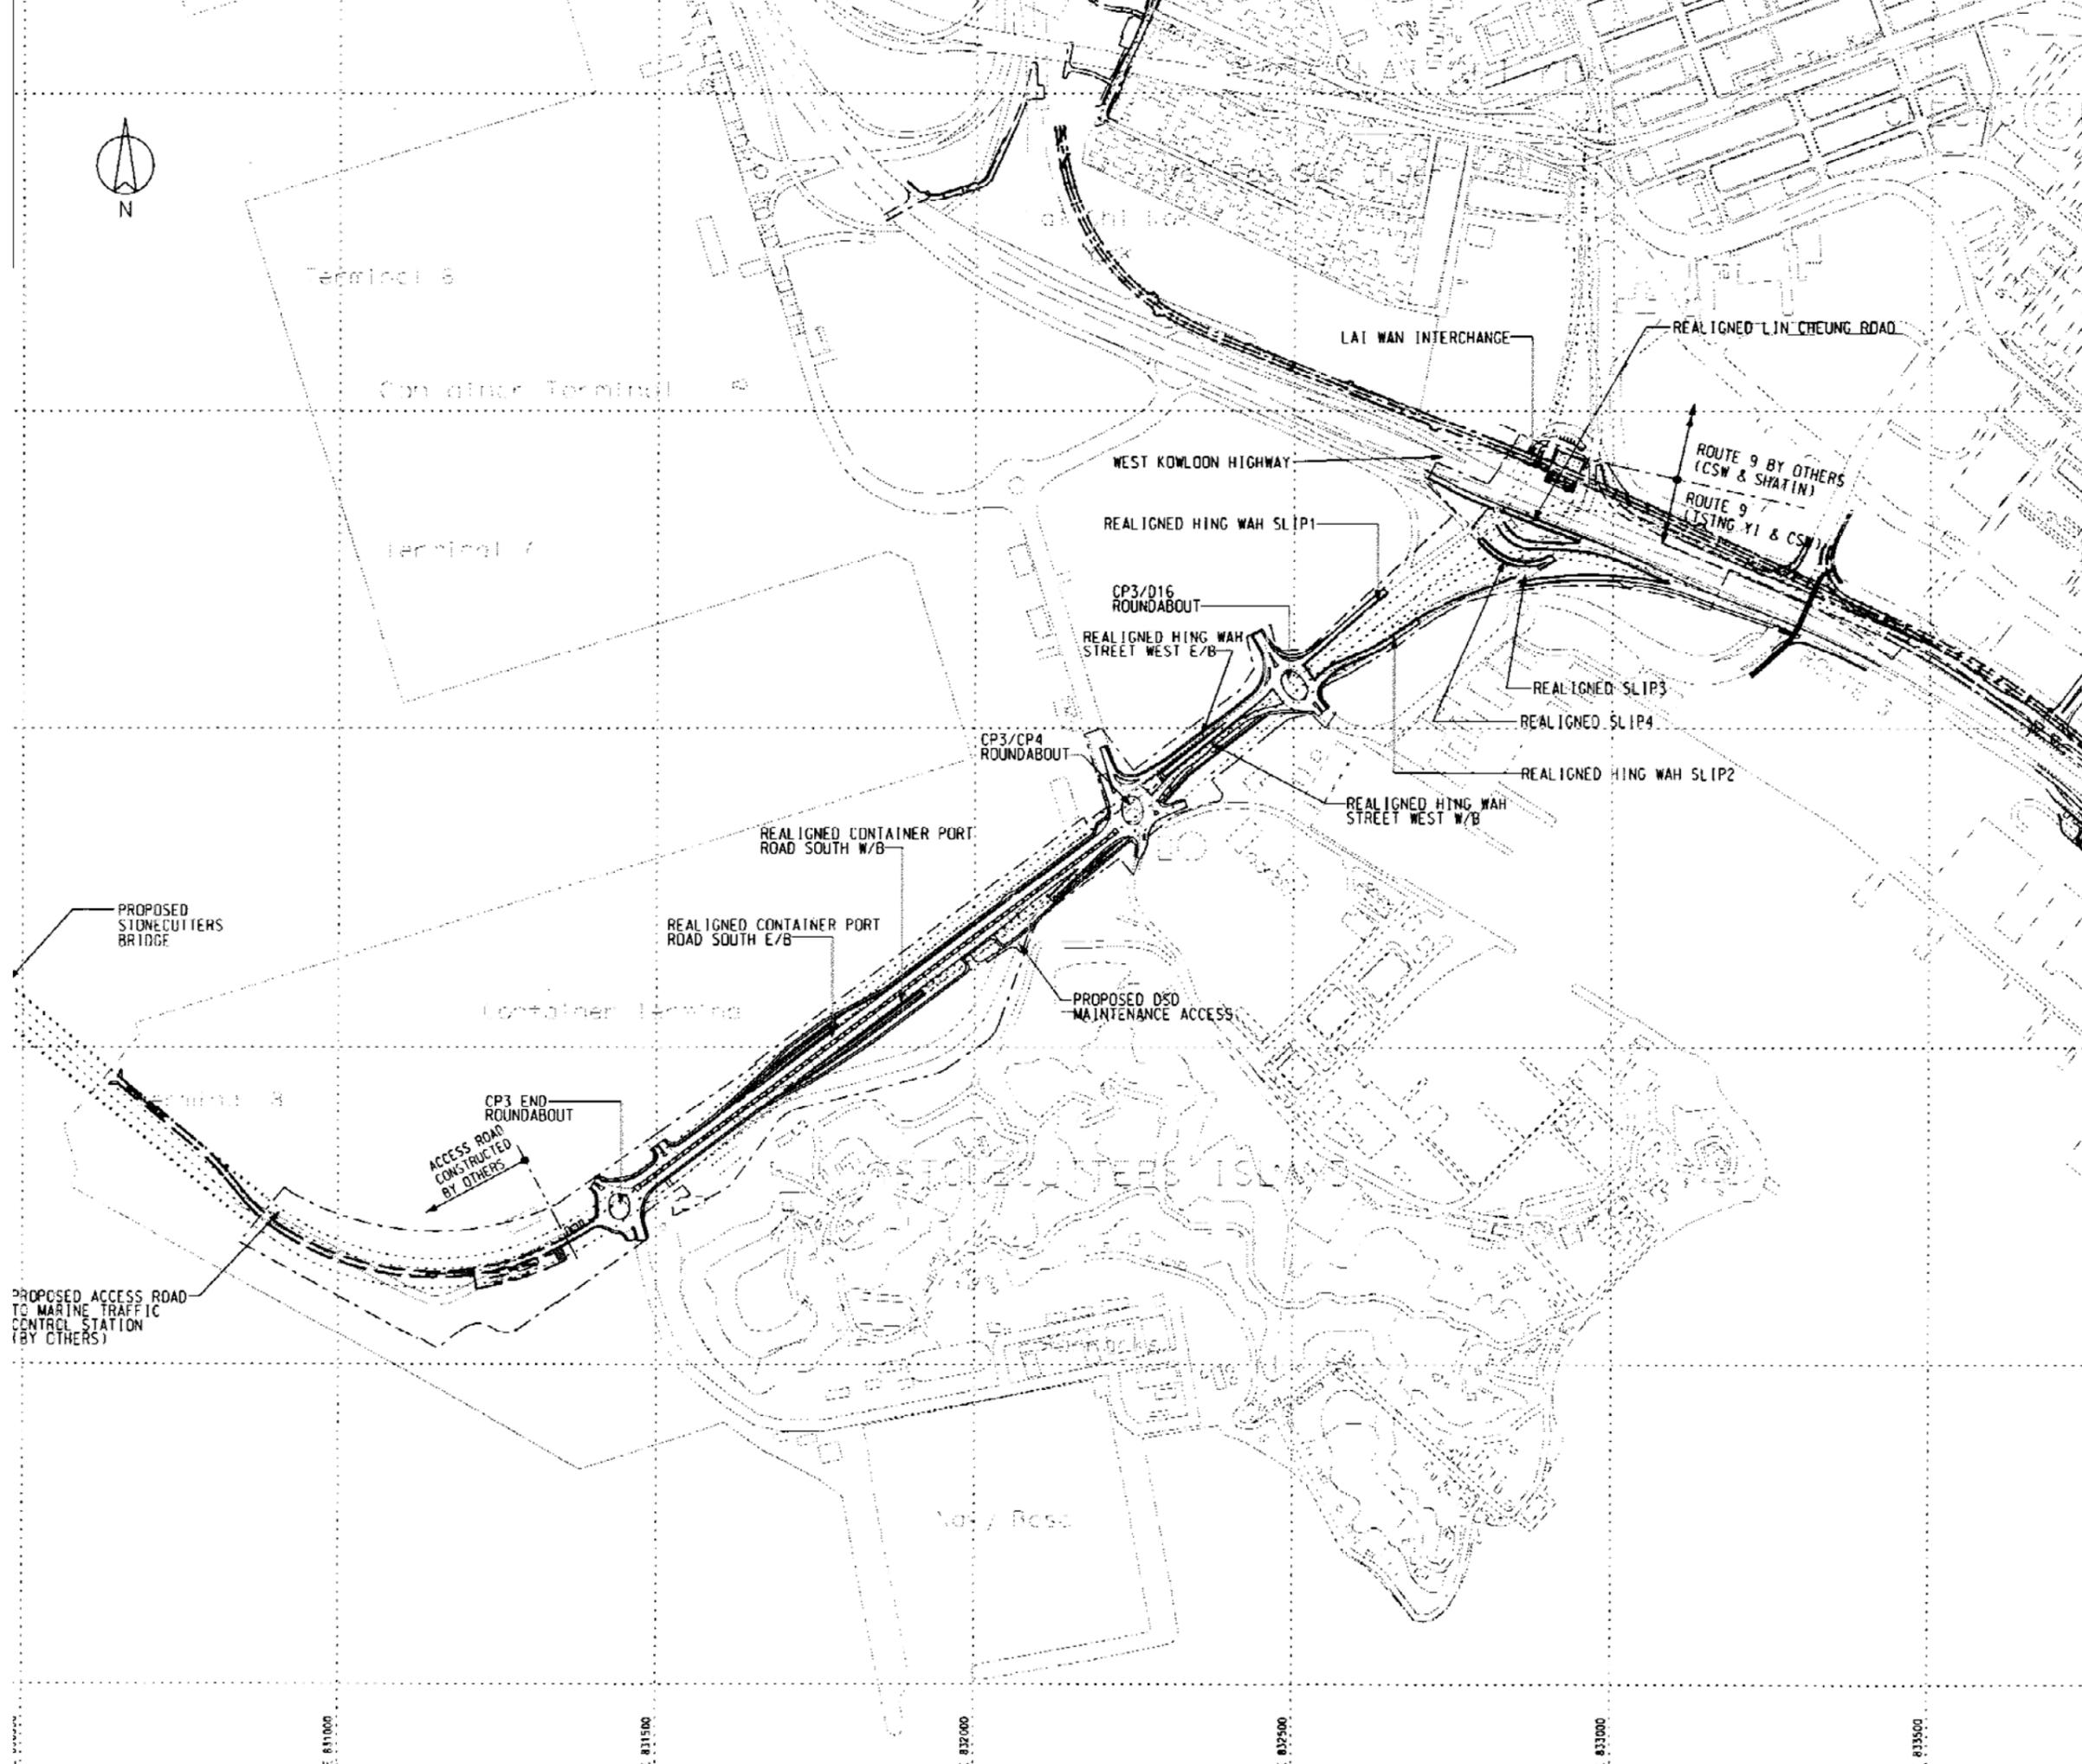 N
LAI WAN INTERCHANGE
REALIGNED LIN CHEUNG ROAD
WEST KOWLOON HIGHWAY
ROUTE 9 BY OTHERS
(CSW & SHATIN)
ROUTE 9
(TSING YI & CSW)
REALIGNED HING WAH SLIP1
CP3/D16
ROUNDABOUT
REALIGNED HING WAH
STREET WEST E/B
REALIGNED SLIP3
REALIGNED SLIP4
CP3/CP4
ROUNDABOUT
REALIGNED HING WAH SLIP2
REALIGNED HING WAH
STREET WEST W/B
REALIGNED CONTAINER PORT
ROAD SOUTH W/B
PROPOSED
STONECUTTERS
BRIDGE
REALIGNED CONTAINER PORT
ROAD SOUTH E/B
PROPOSED DSD
MAINTENANCE ACCESS
CP3 END
ROUNDABOUT
ACCESS ROAD
CONSTRUCTED
BY OTHERS
STONECUTTERS ISLAND
PROPOSED ACCESS ROAD
TO MARINE TRAFFIC
CONTROL STATION
(BY OTHERS)
E 831000
E 831500
E 832000
E 832500
E 833000
E 833500